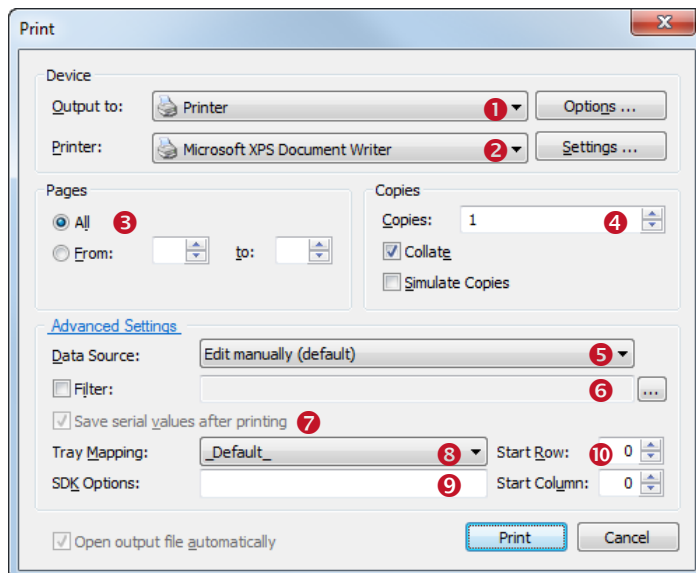 Print
X
Device
Output to: Printer 1 Options ...
Printer: Microsoft XPS Document Writer 2 Settings ...
Pages
All 3
From: to:
Copies
Copies: 1 4
Collate
Simulate Copies
Advanced Settings
Data Source: Edit manually (default) 5
Filter: 6 ...
Save serial values after printing 7
Tray Mapping: _Default_ 8 Start Row: 10 0
SDK Options: 9 Start Column: 0
Open output file automatically Print Cancel